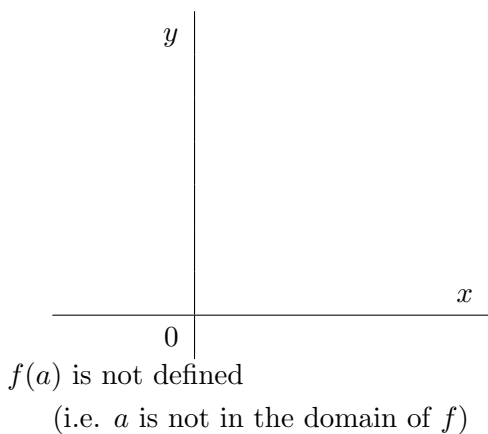 y
x
0
f(a) is not defined
(i.e. a is not in the domain of f)